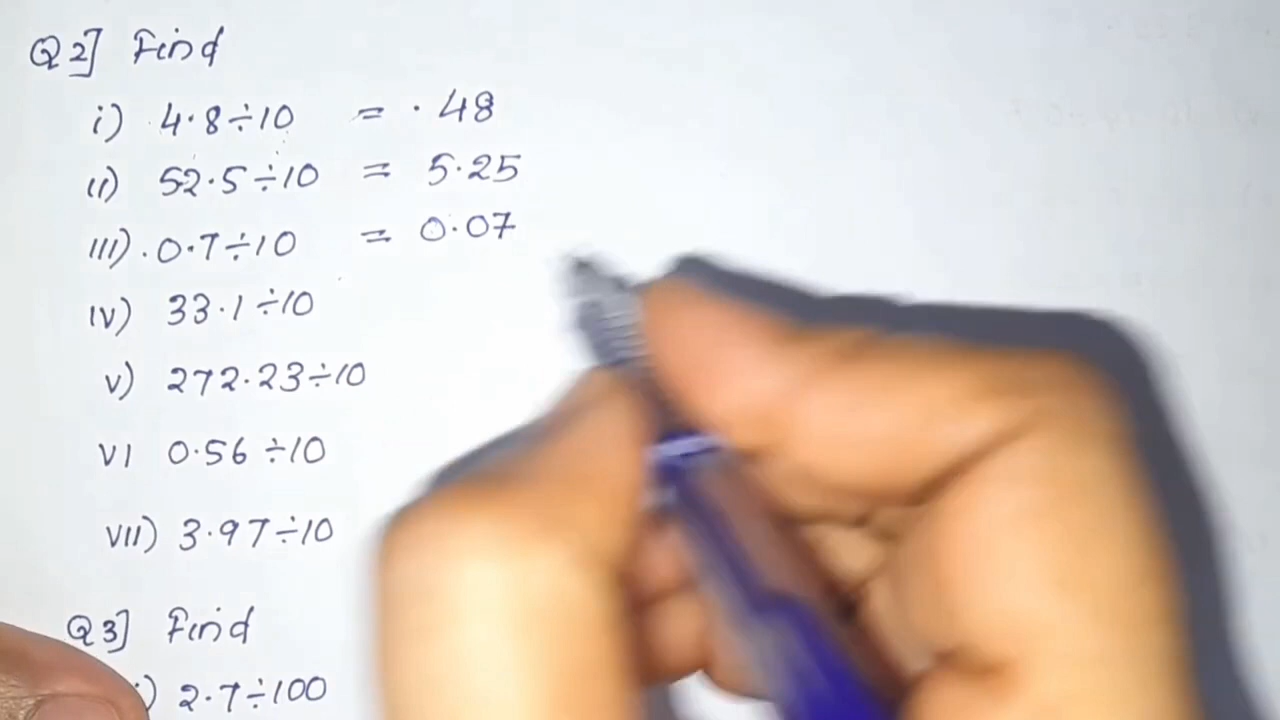 Q2] Find
i) 4.8÷10 = .48
ii) 52.5÷10 = 5.25
iii) 0.7÷10 = 0.07
iv) 33.1÷10
v) 272.23÷10
vi 0.56÷10
vii) 3.97÷10
Q3] Find
i) 2.7÷100